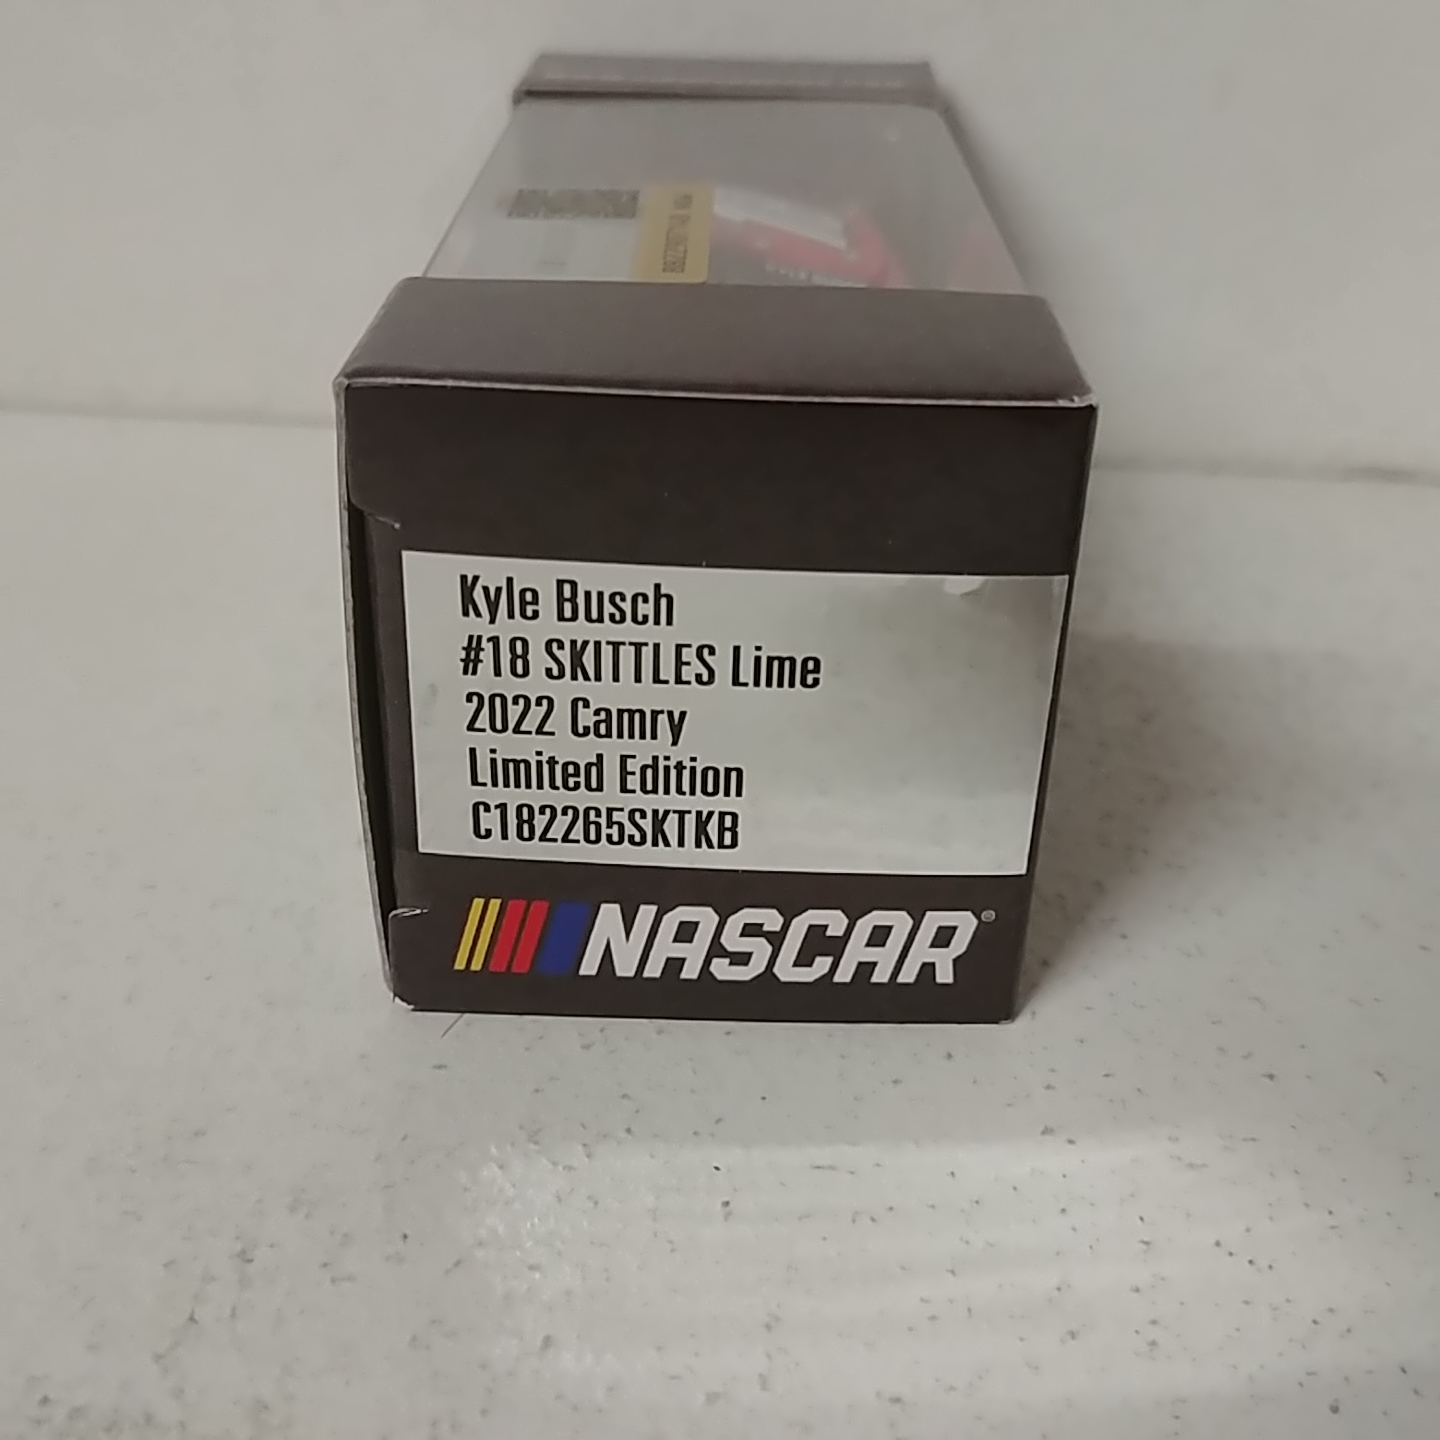 Kyle Busch
#18 SKITTLES Lime
2022 Camry
Limited Edition
C182265SKTKB
NASCAR®